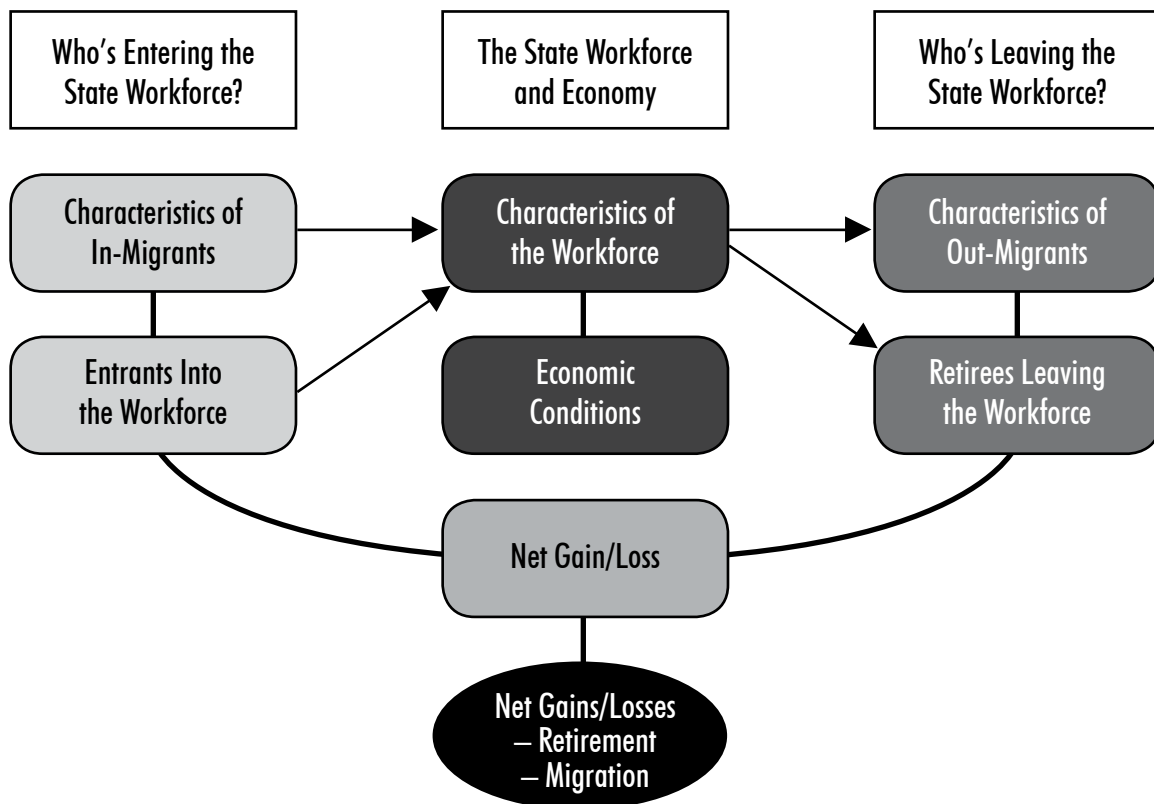 Who's Entering the
State Workforce?
The State Workforce
and Economy
Who's Leaving the
State Workforce?
Characteristics of
In-Migrants
Characteristics of
the Workforce
Characteristics of
Out-Migrants
Entrants Into
the Workforce
Economic
Conditions
Retirees Leaving
the Workforce
Net Gain/Loss
Net Gains/Losses
– Retirement
– Migration